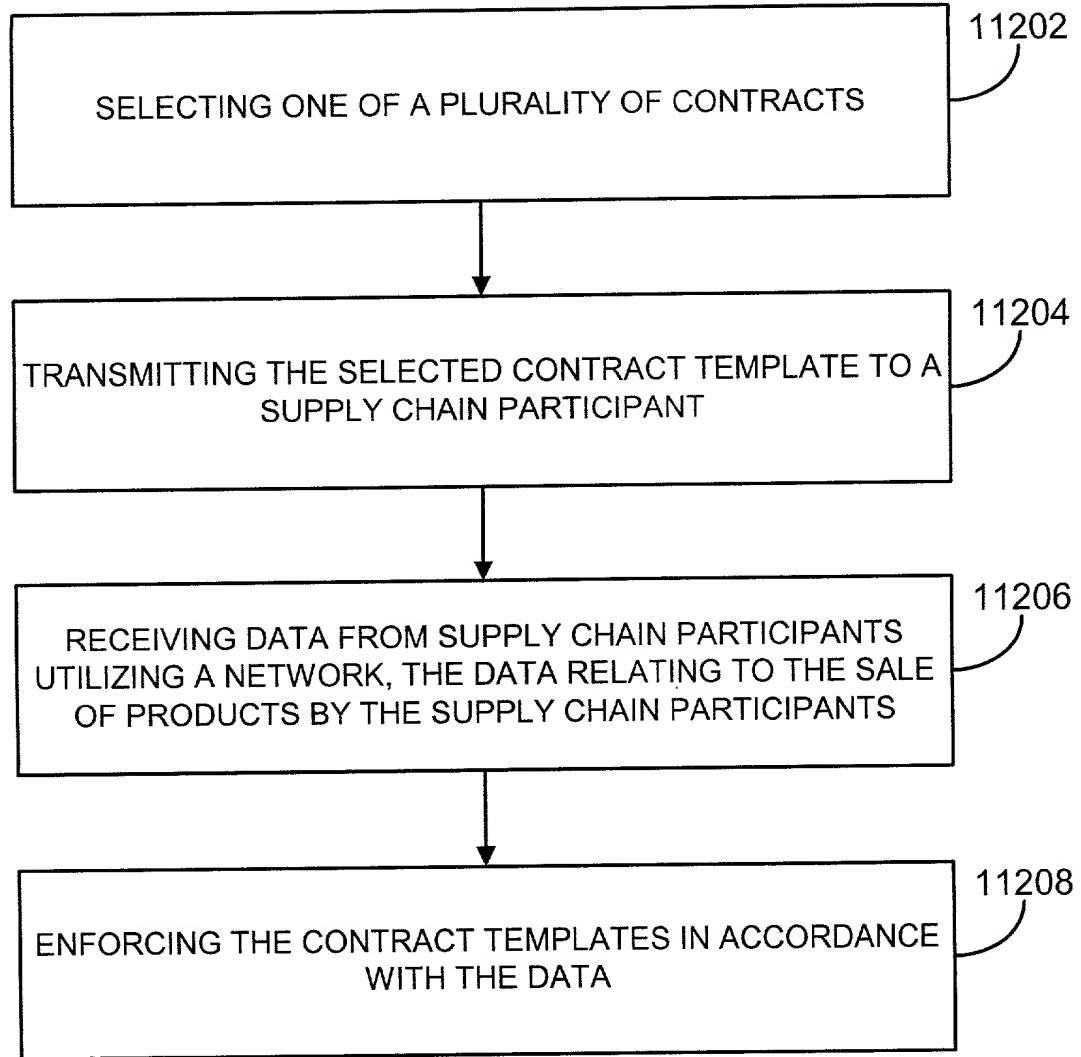 11202
SELECTING ONE OF A PLURALITY OF CONTRACTS
11204
TRANSMITTING THE SELECTED CONTRACT TEMPLATE TO A
SUPPLY CHAIN PARTICIPANT
11206
RECEIVING DATA FROM SUPPLY CHAIN PARTICIPANTS
UTILIZING A NETWORK, THE DATA RELATING TO THE SALE
OF PRODUCTS BY THE SUPPLY CHAIN PARTICIPANTS
11208
ENFORCING THE CONTRACT TEMPLATES IN ACCORDANCE
WITH THE DATA